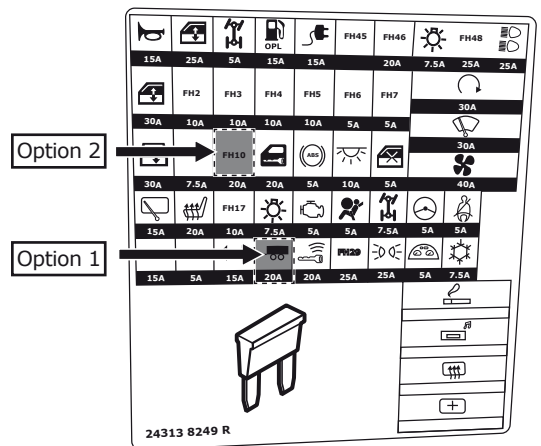 OPL FH45 FH46 FH48
15A 25A 5A 15A 15A 20A 7.5A 25A 25A
FH2 FH3 FH4 FH5 FH6 FH7
30A
30A 10A 10A 10A 10A 5A 5A
Option 2
FH10 ABS
30A
30A 7.5A 20A 20A 5A 10A 5A 40A
FH17
15A 20A 10A 7.5A 5A 5A 7.5A 5A 5A
Option 1
FH29
15A 5A 15A 20A 20A 25A 25A 5A 7.5A
24313 8249 R